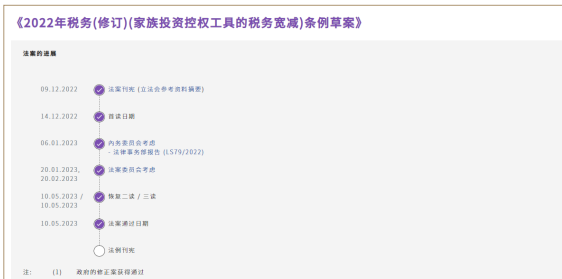 《2022年税务(修订)(家族投资控权工具的税务宽减)条例草案》
法案的进展
09.12.2022 法案刊宪 (立法会参考资料摘要)
14.12.2022 首读日期
06.01.2023 内务委员会考虑
- 法律事务部报告 (LS79/2022)
20.01.2023, 法案委员会考虑
20.02.2023
10.05.2023 / 恢复二读 / 三读
10.05.2023
10.05.2023 法案通过日期
法例刊宪
注: (1) 政府的修正案获得通过